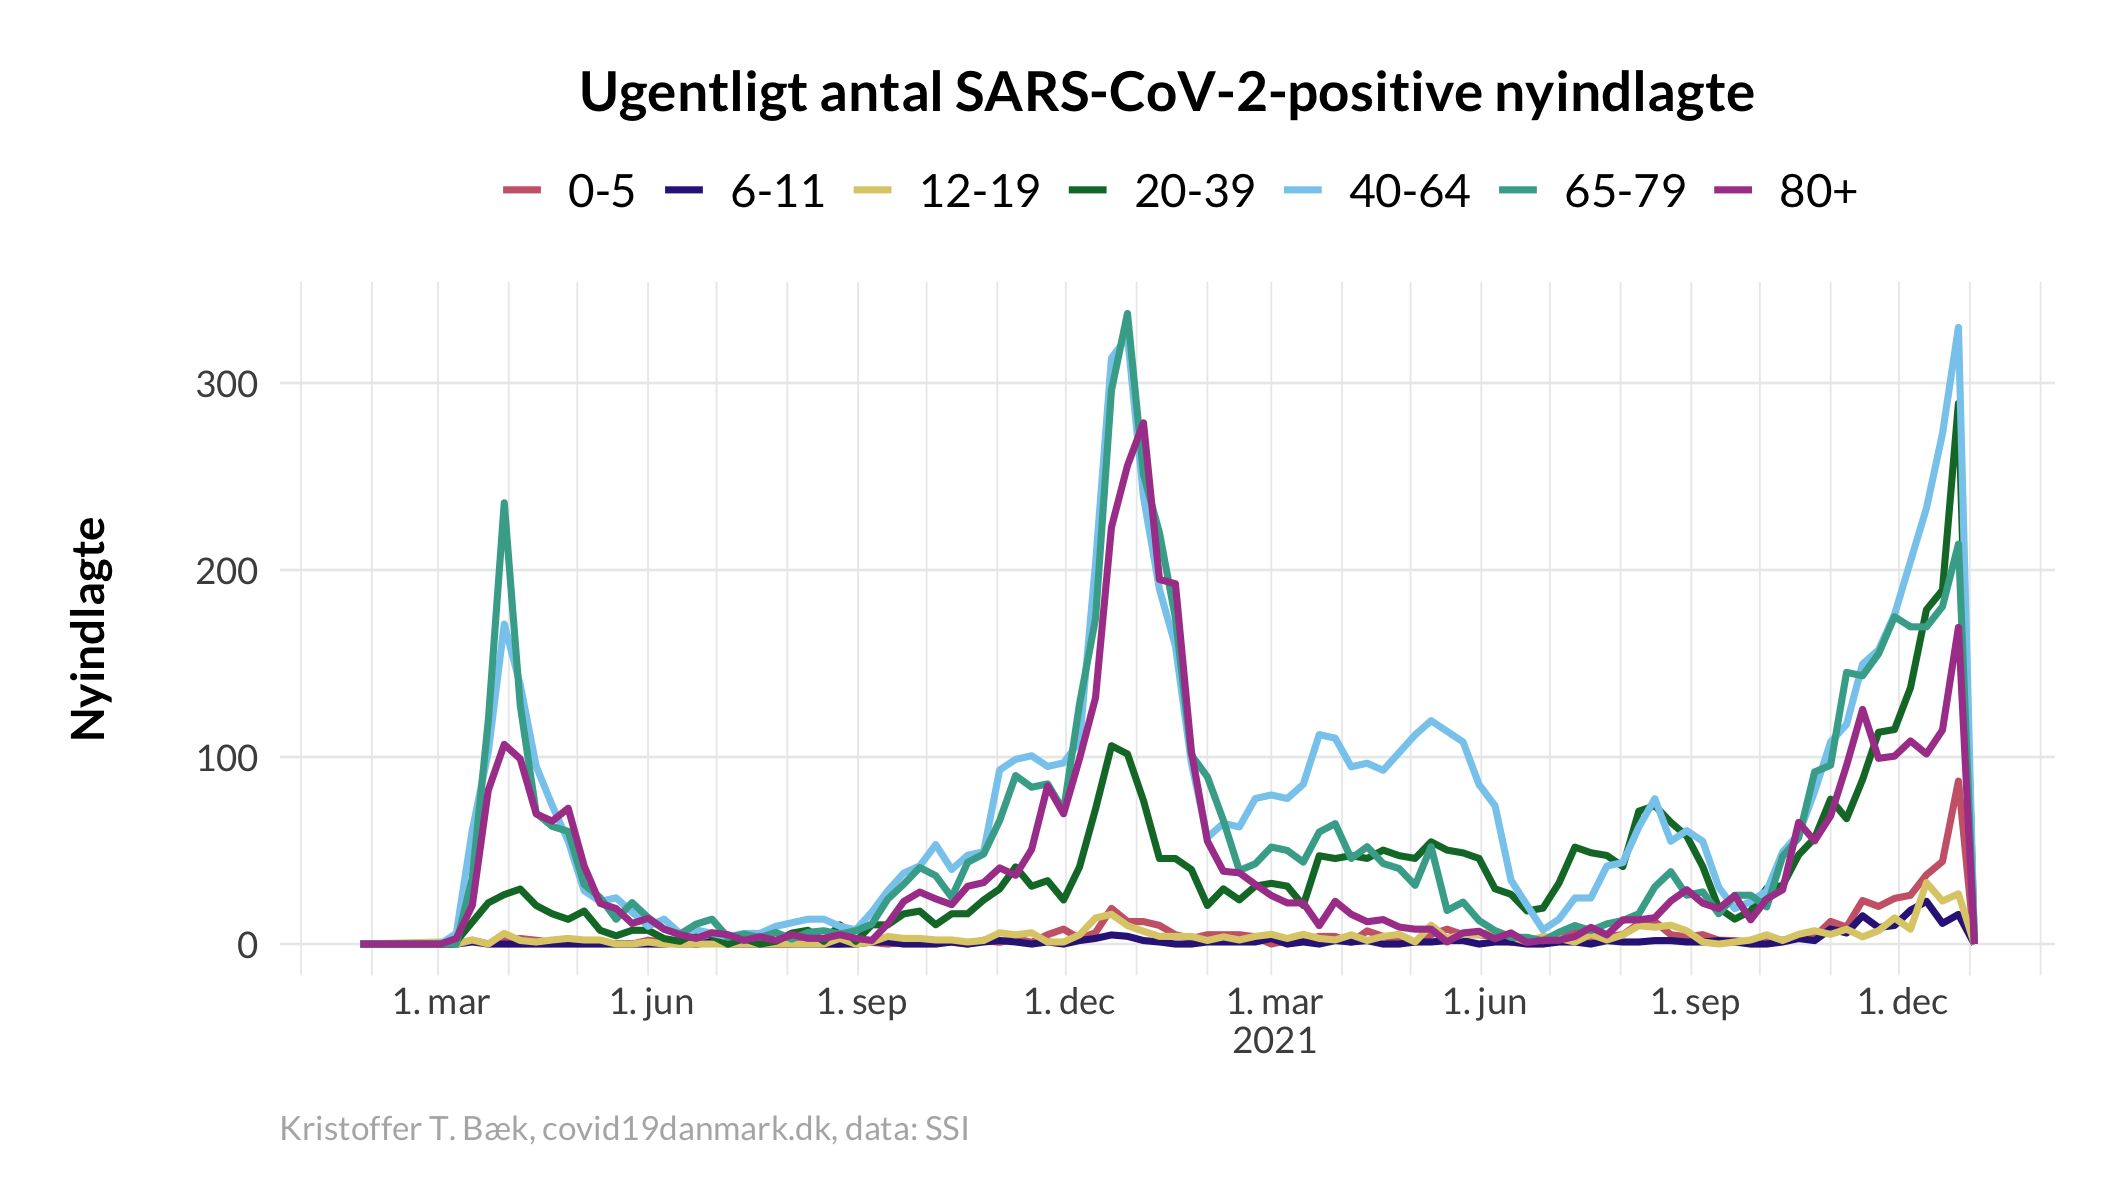 Ugentligt antal SARS-CoV-2-positive nyindlagte
0-5 6-11 12-19 20-39 40-64 65-79 80+
Nyindlagte
300
200
100
0
1. mar 1. jun 1. sep 1. dec 1. mar 1. jun 1. sep 1. dec
2021
Kristoffer T. Bæk, covid19danmark.dk, data: SSI